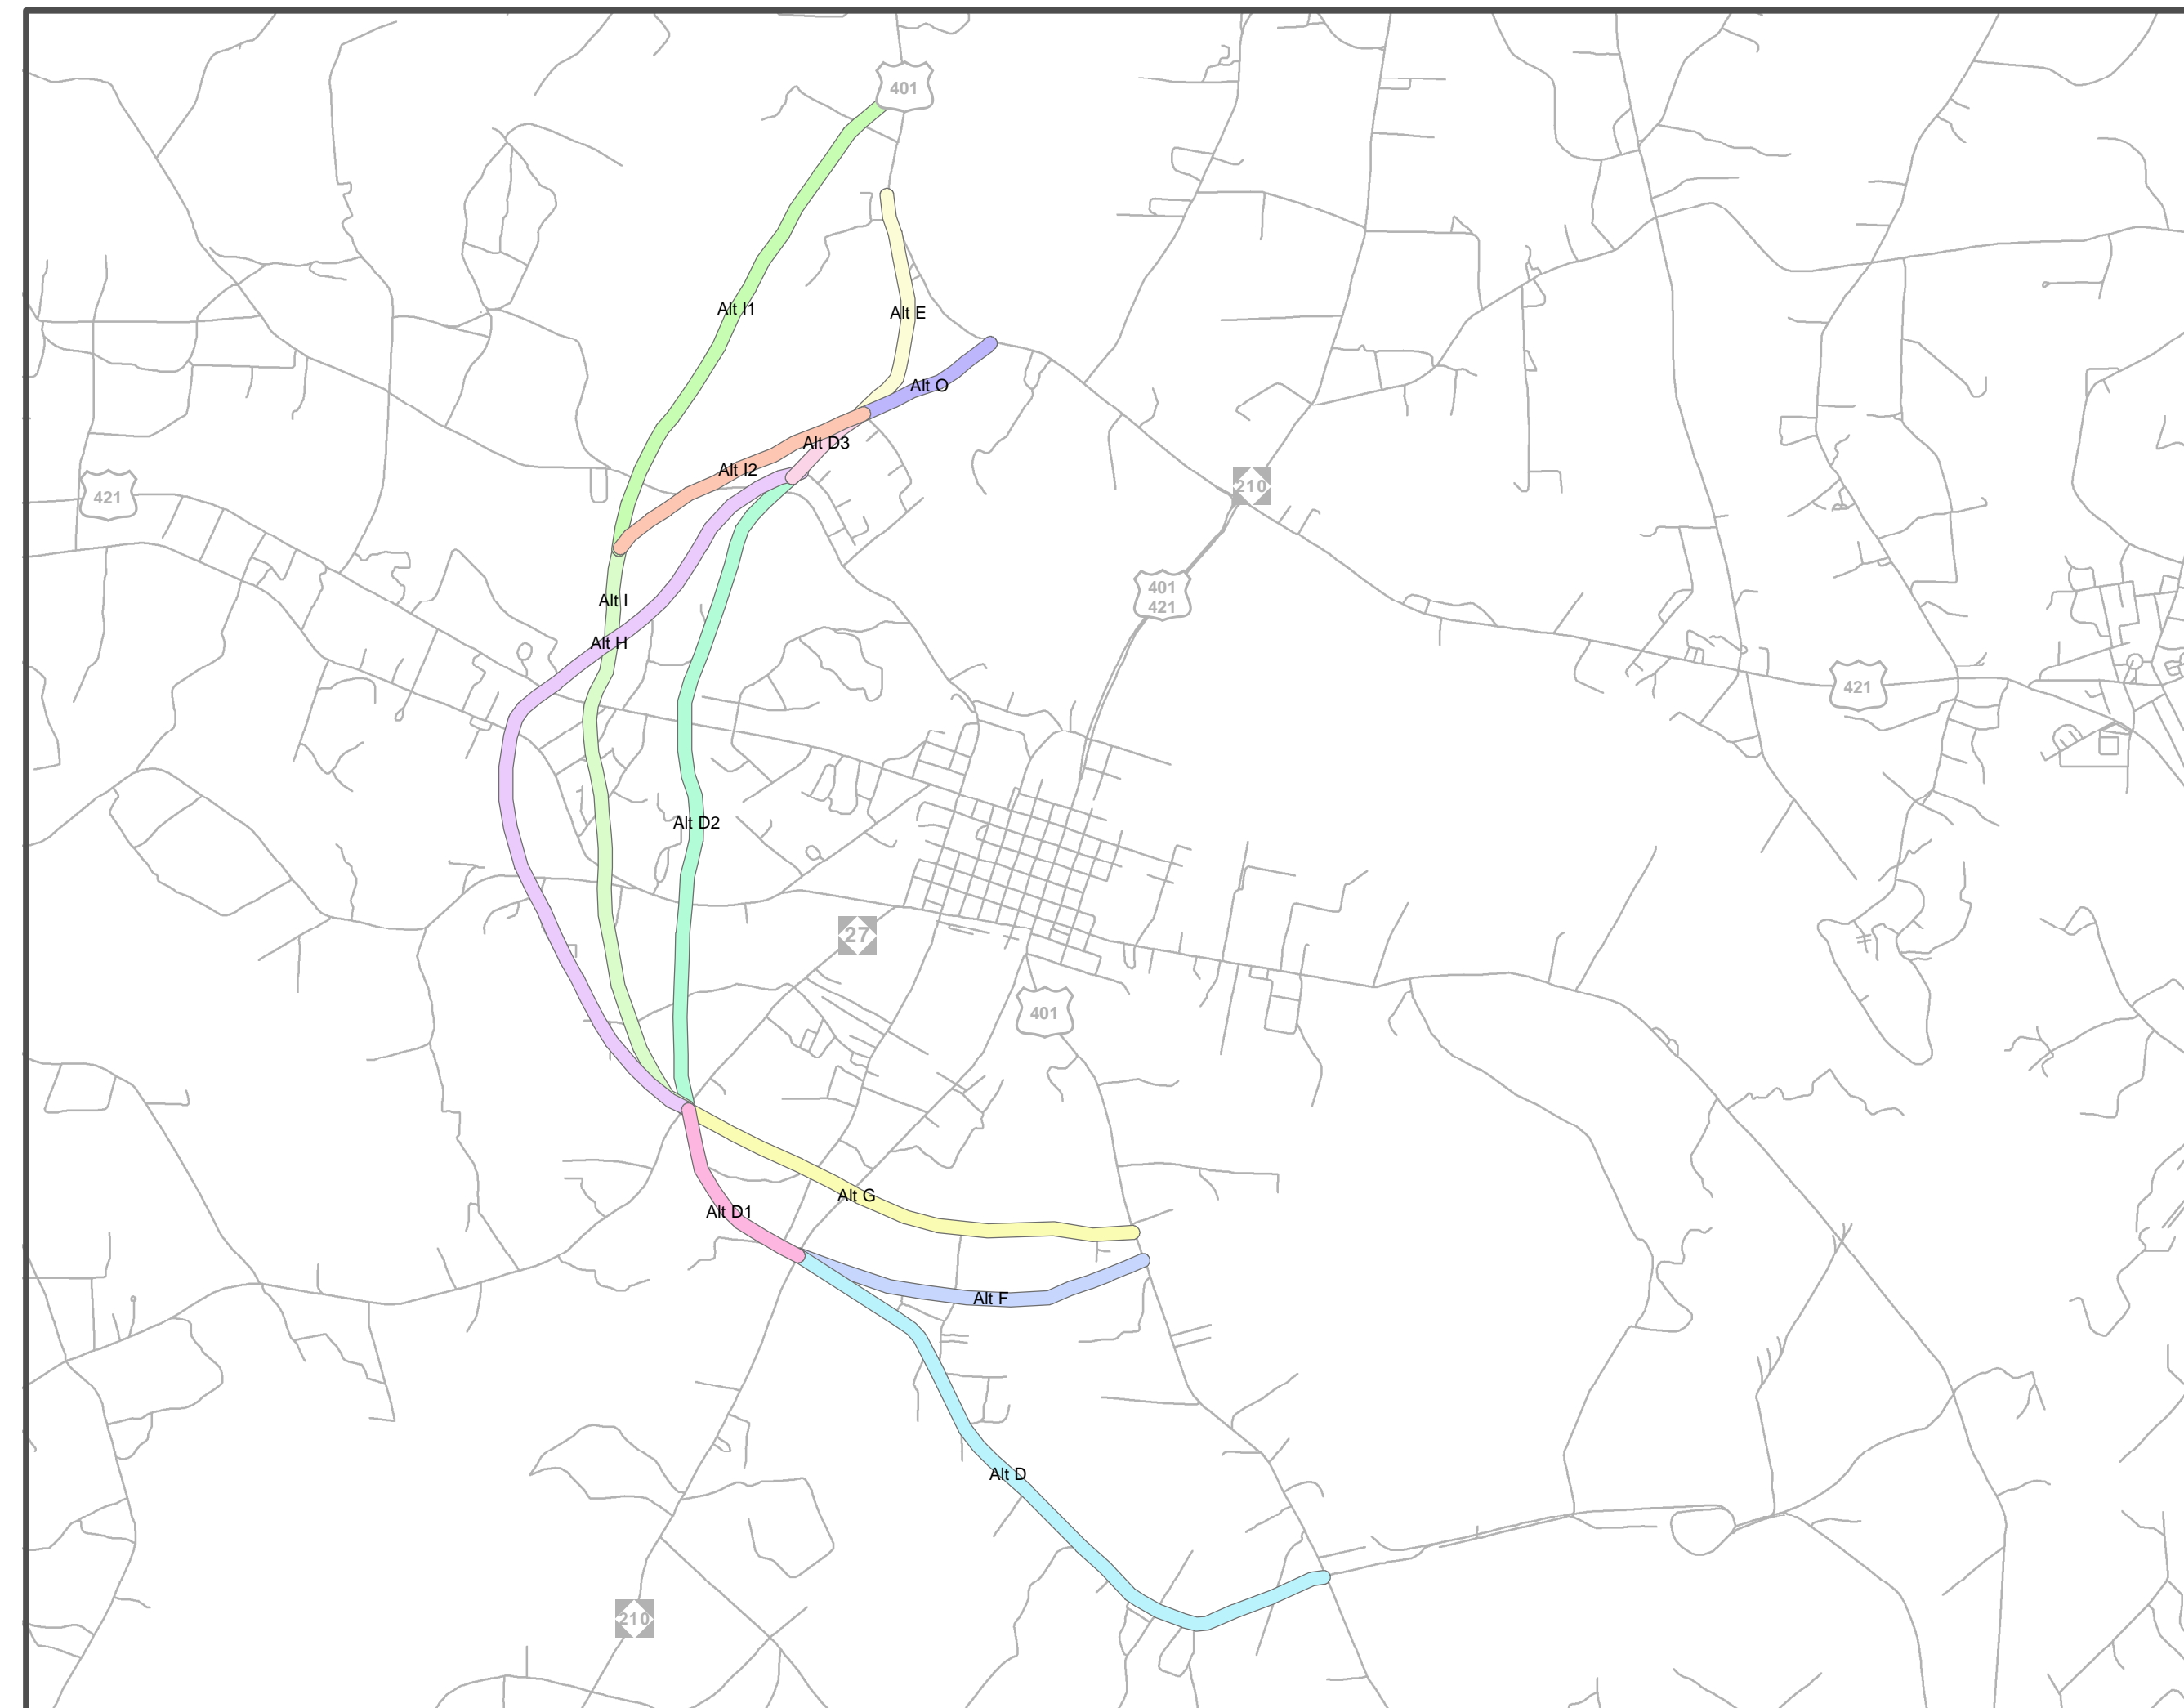 401
Alt I1
Alt E
Alt O
Alt D3
Alt I2
421
210
401
421
Alt I
Alt H
421
Alt D2
27
401
Alt G
Alt D1
Alt F
Alt D
210